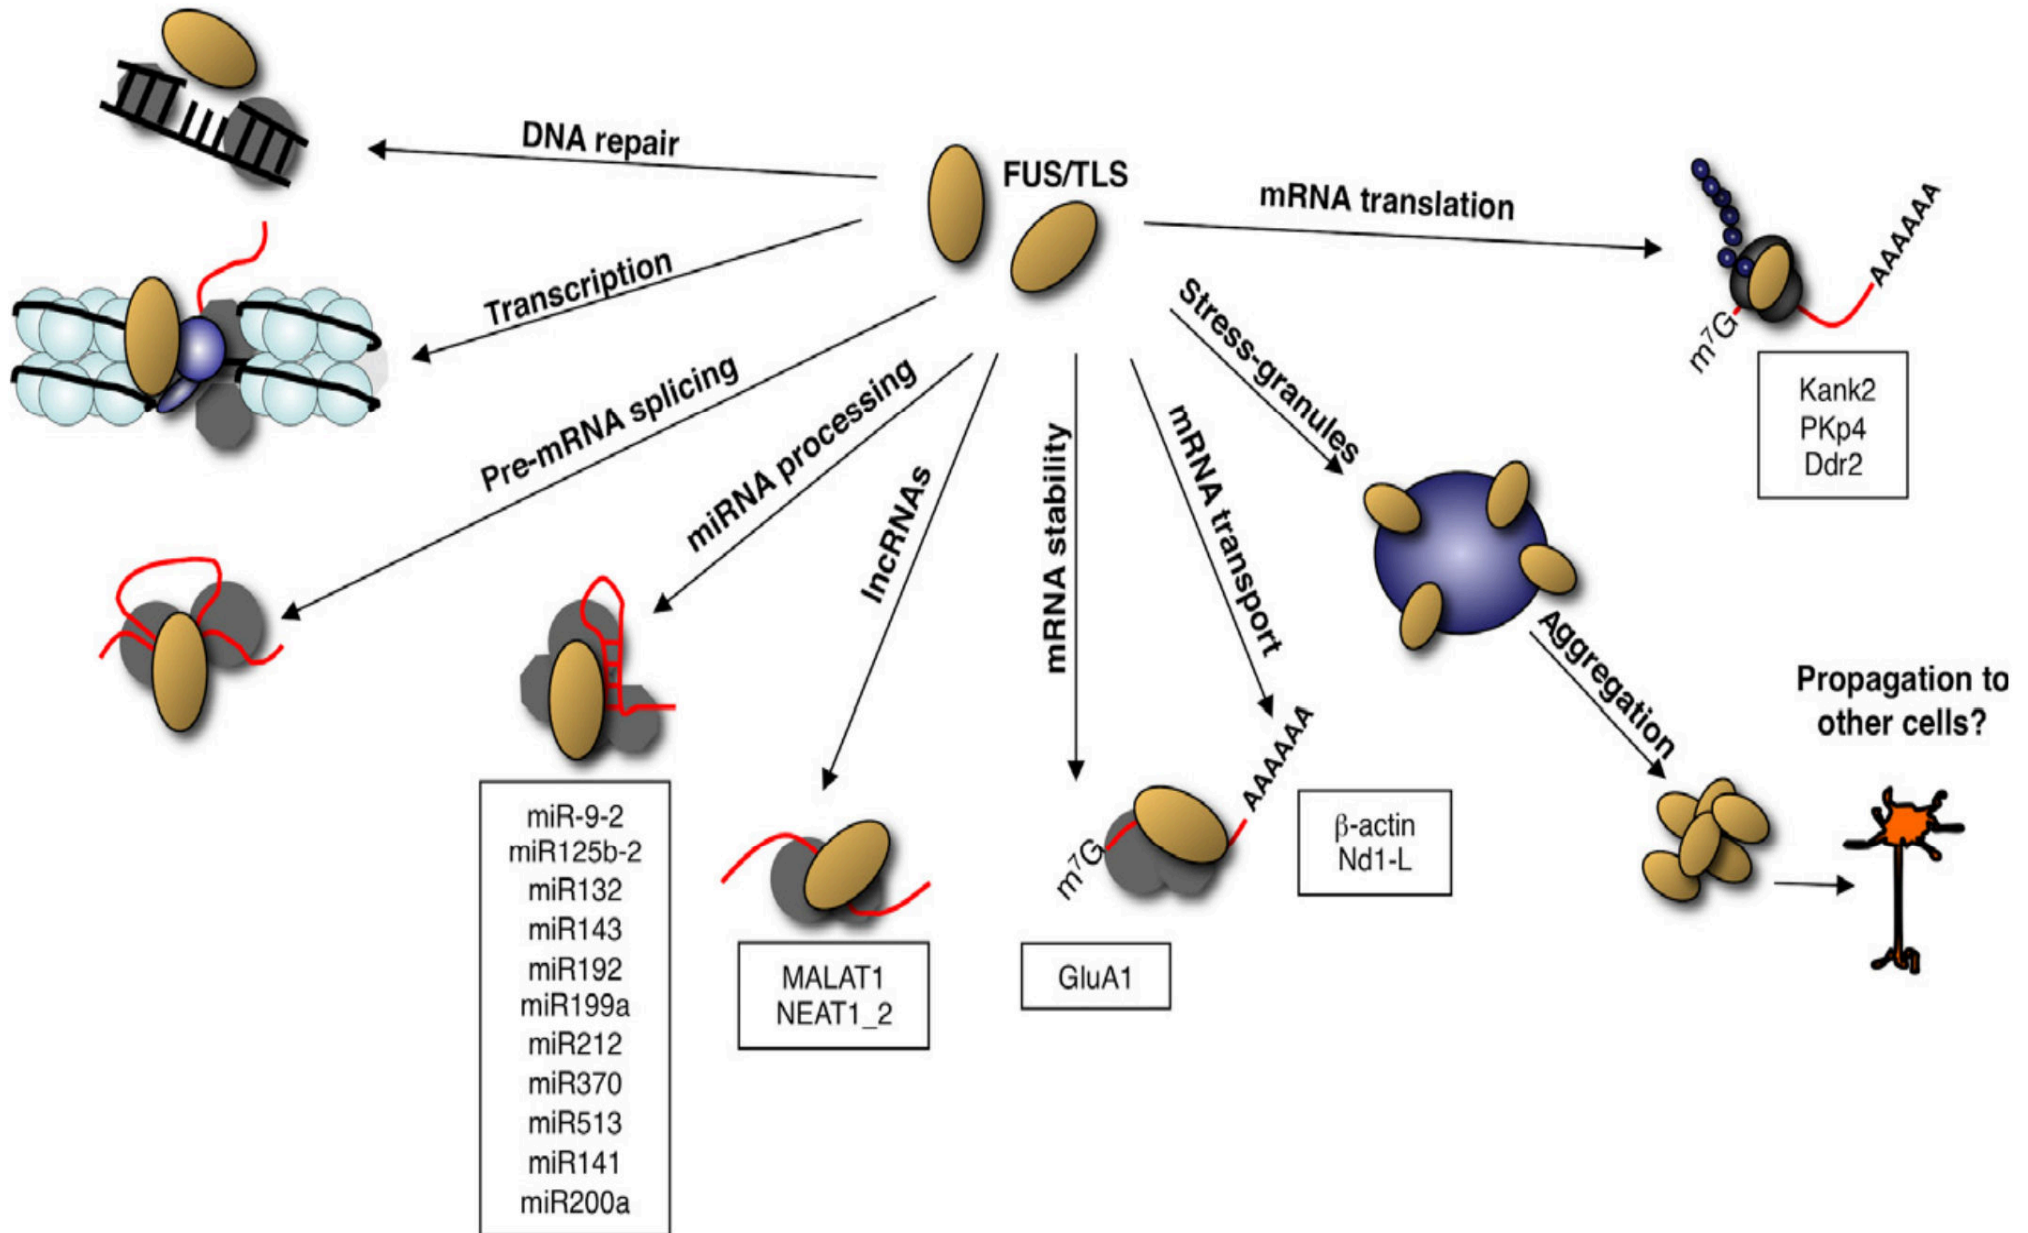 DNA repair
FUS/TLS
mRNA translation
Transcription
Stress-granules
AAAAAA
m⁷G
Kank2
PKp4
Ddr2
Pre-mRNA splicing
miRNA processing
lncRNAs
mRNA stability
mRNA transport
Aggregation
Propagation to
other cells?
miR-9-2
miR125b-2
miR132
miR143
miR192
miR199a
miR212
miR370
miR513
miR141
miR200a
MALAT1
NEAT1_2
m⁷G
AAAAAA
GluA1
β-actin
Nd1-L